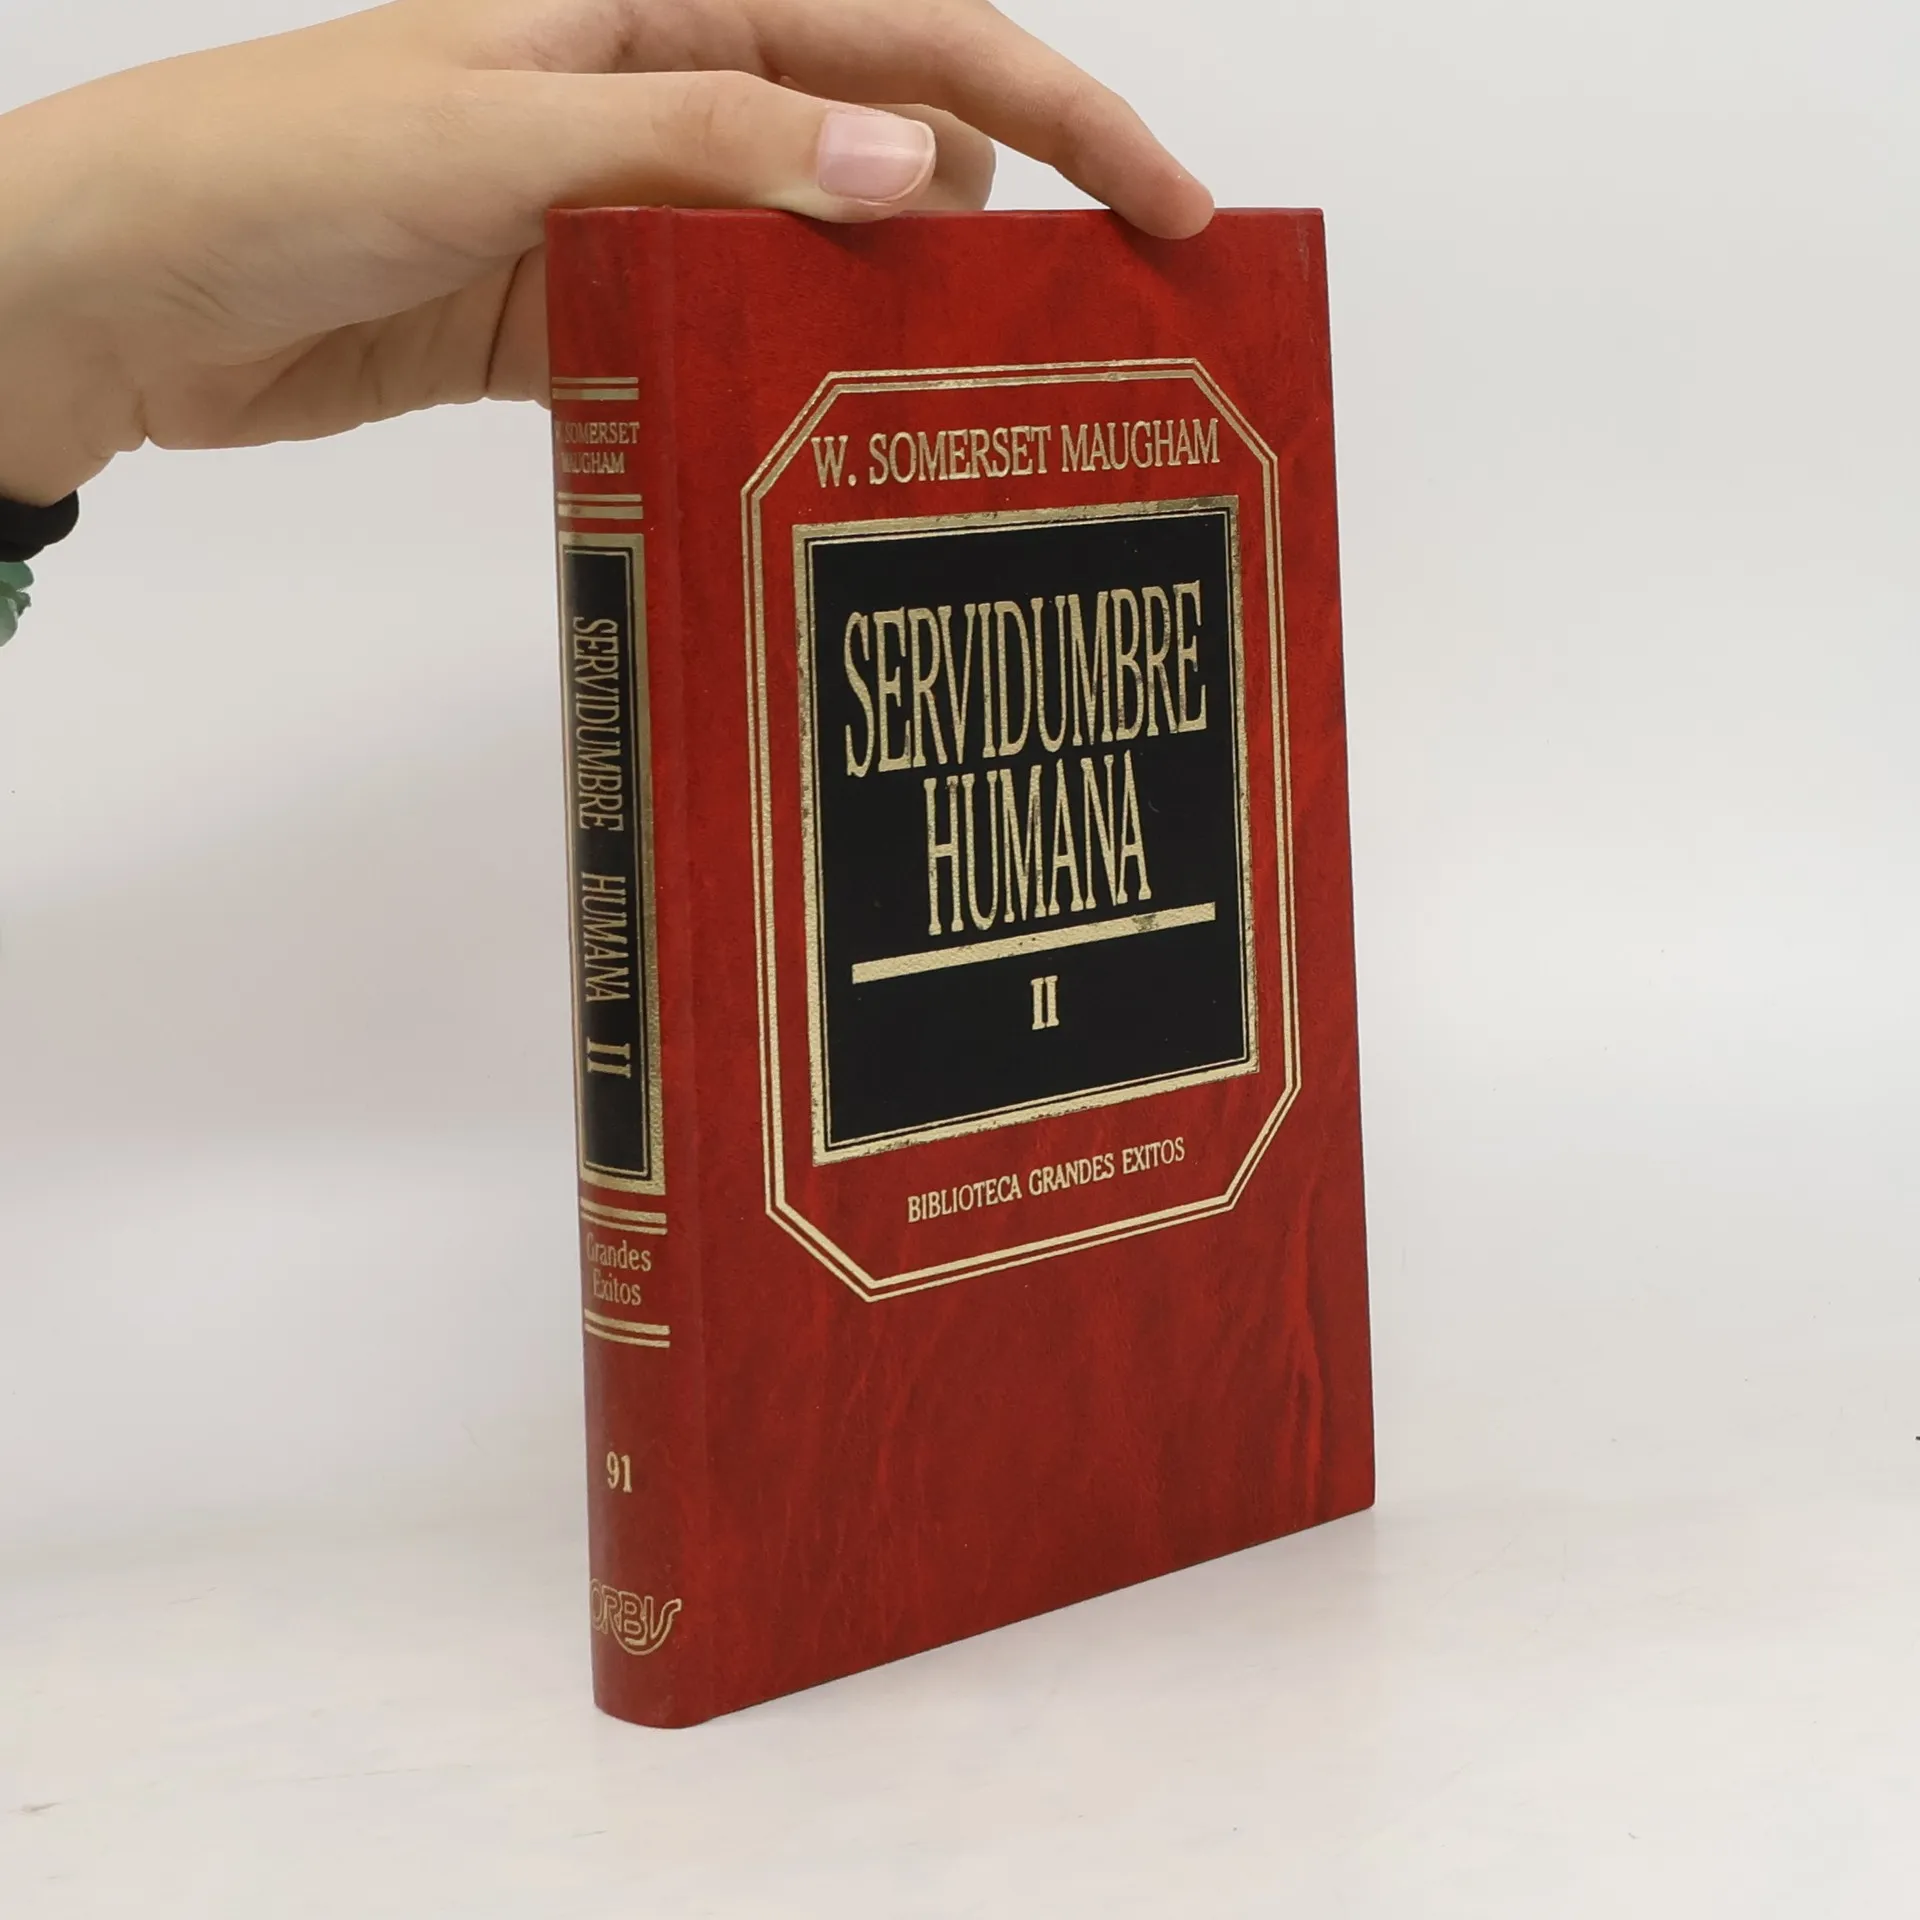 W. SOMERSET
MAUGHAM
SERVIDUMBRE HUMANA II
Grandes
Exitos
91
ORBIS
W. SOMERSET MAUGHAM
SERVIDUMBRE
HUMANA
II
BIBLIOTECA GRANDES EXITOS